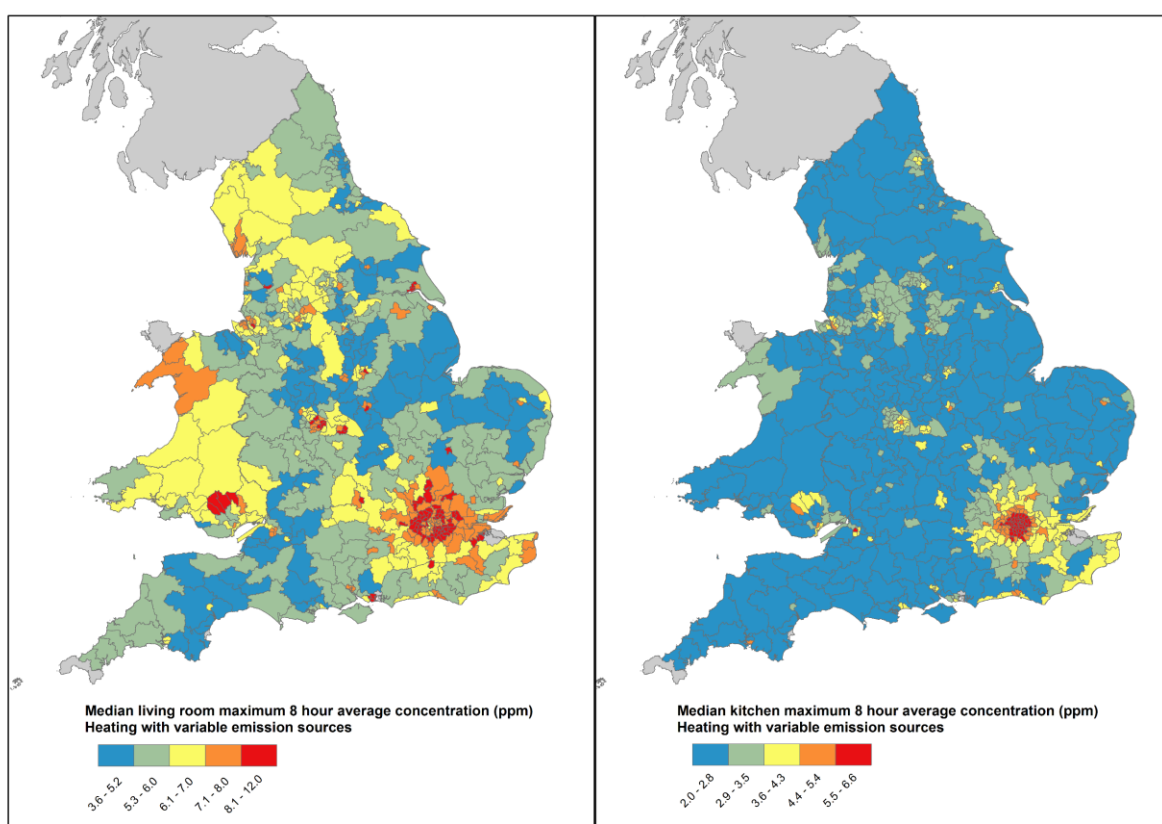 Median living room maximum 8 hour average concentration (ppm)
Heating with variable emission sources
3.6 - 5.2
5.3 - 6.0
6.1 - 7.0
7.1 - 8.0
8.1 - 12.0
Median kitchen maximum 8 hour average concentration (ppm)
Heating with variable emission sources
2.0 - 2.8
2.9 - 3.5
3.6 - 4.3
4.4 - 5.4
5.5 - 6.6